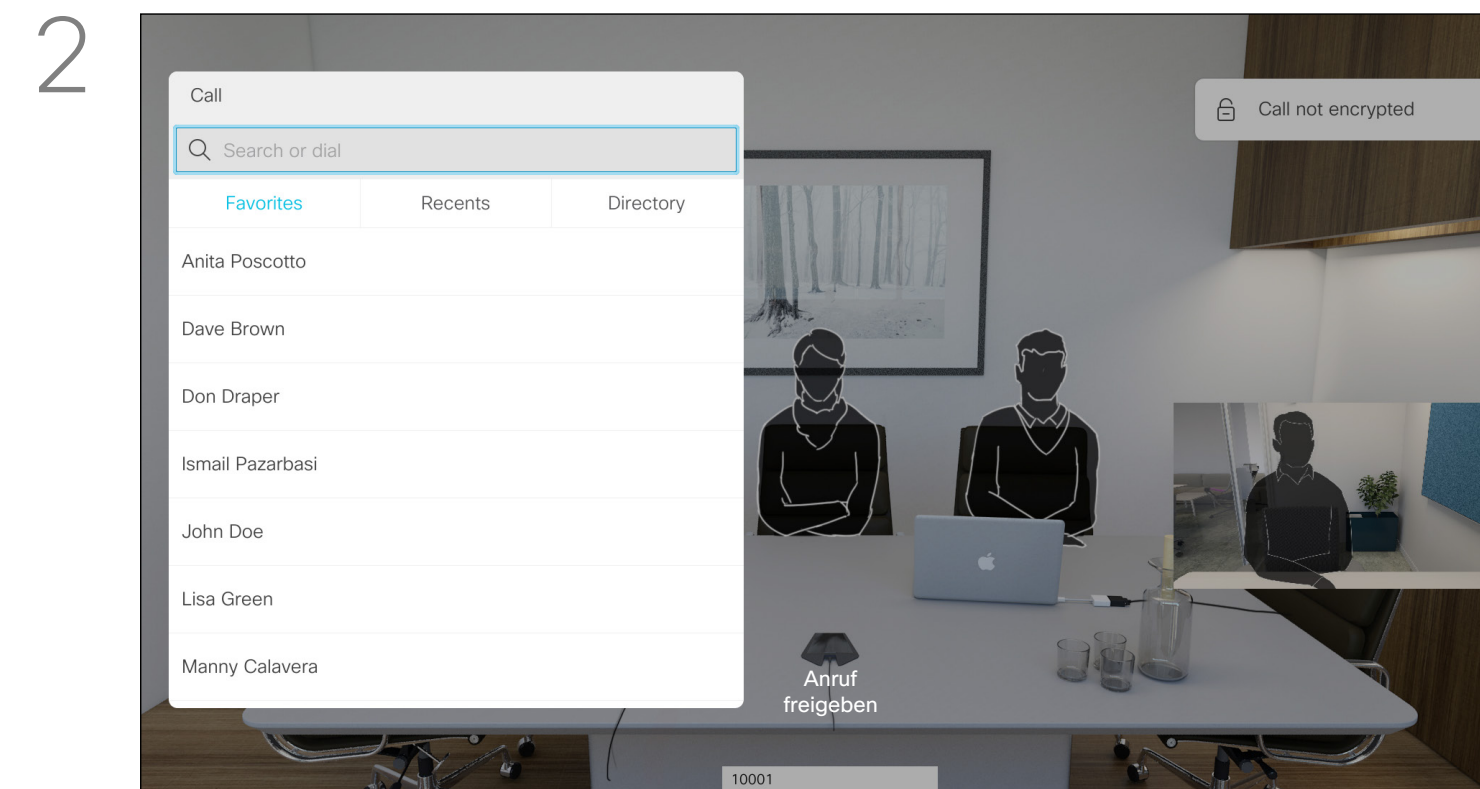 2
Call
Call not encrypted
Search or dial
Favorites Recents Directory
Anita Poscotto
Dave Brown
Don Draper
Ismail Pazarbasi
John Doe
Lisa Green
Manny Calavera
Anruf
freigeben
10001